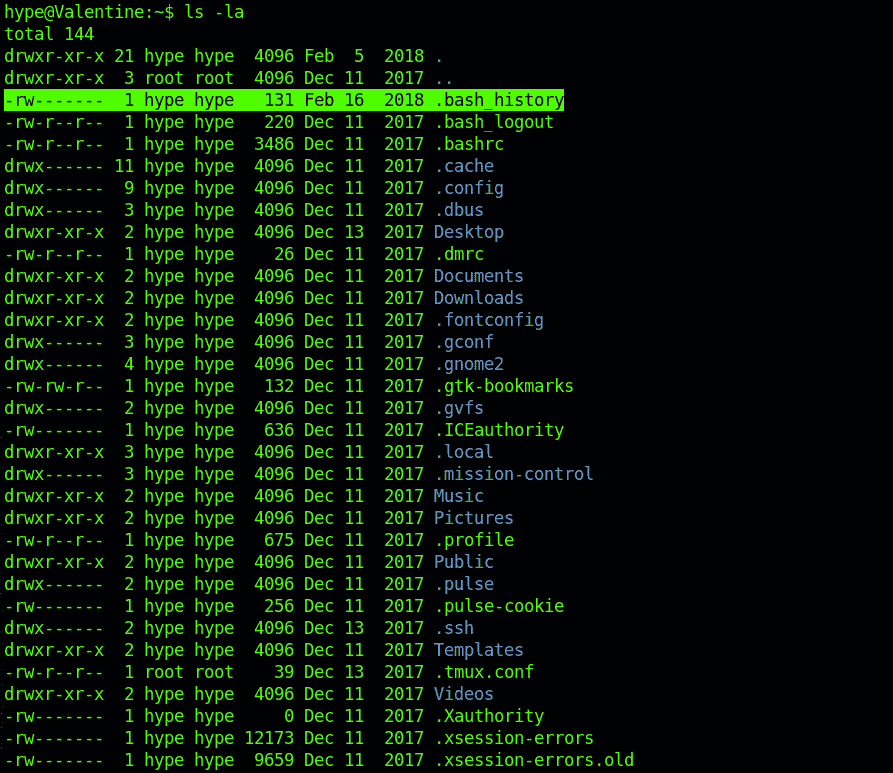 hype@Valentine:~$ ls -la
total 144
drwxr-xr-x 21 hype hype  4096 Feb  5  2018 .
drwxr-xr-x  3 root root  4096 Dec 11  2017 ..
-rw-------  1 hype hype   131 Feb 16  2018 .bash_history
-rw-r--r--  1 hype hype   220 Dec 11  2017 .bash_logout
-rw-r--r--  1 hype hype  3486 Dec 11  2017 .bashrc
drwx------ 11 hype hype  4096 Dec 11  2017 .cache
drwx------  9 hype hype  4096 Dec 11  2017 .config
drwx------  3 hype hype  4096 Dec 11  2017 .dbus
drwxr-xr-x  2 hype hype  4096 Dec 13  2017 Desktop
-rw-r--r--  1 hype hype    26 Dec 11  2017 .dmrc
drwxr-xr-x  2 hype hype  4096 Dec 11  2017 Documents
drwxr-xr-x  2 hype hype  4096 Dec 11  2017 Downloads
drwxr-xr-x  2 hype hype  4096 Dec 11  2017 .fontconfig
drwx------  3 hype hype  4096 Dec 11  2017 .gconf
drwx------  4 hype hype  4096 Dec 11  2017 .gnome2
-rw-rw-r--  1 hype hype   132 Dec 11  2017 .gtk-bookmarks
drwx------  2 hype hype  4096 Dec 11  2017 .gvfs
-rw-------  1 hype hype   636 Dec 11  2017 .ICEauthority
drwxr-xr-x  3 hype hype  4096 Dec 11  2017 .local
drwx------  3 hype hype  4096 Dec 11  2017 .mission-control
drwxr-xr-x  2 hype hype  4096 Dec 11  2017 Music
drwxr-xr-x  2 hype hype  4096 Dec 11  2017 Pictures
-rw-r--r--  1 hype hype   675 Dec 11  2017 .profile
drwxr-xr-x  2 hype hype  4096 Dec 11  2017 Public
drwx------  2 hype hype  4096 Dec 11  2017 .pulse
-rw-------  1 hype hype   256 Dec 11  2017 .pulse-cookie
drwx------  2 hype hype  4096 Dec 13  2017 .ssh
drwxr-xr-x  2 hype hype  4096 Dec 11  2017 Templates
-rw-r--r--  1 root root    39 Dec 13  2017 .tmux.conf
drwxr-xr-x  2 hype hype  4096 Dec 11  2017 Videos
-rw-------  1 hype hype     0 Dec 11  2017 .Xauthority
-rw-------  1 hype hype 12173 Dec 11  2017 .xsession-errors
-rw-------  1 hype hype  9659 Dec 11  2017 .xsession-errors.old